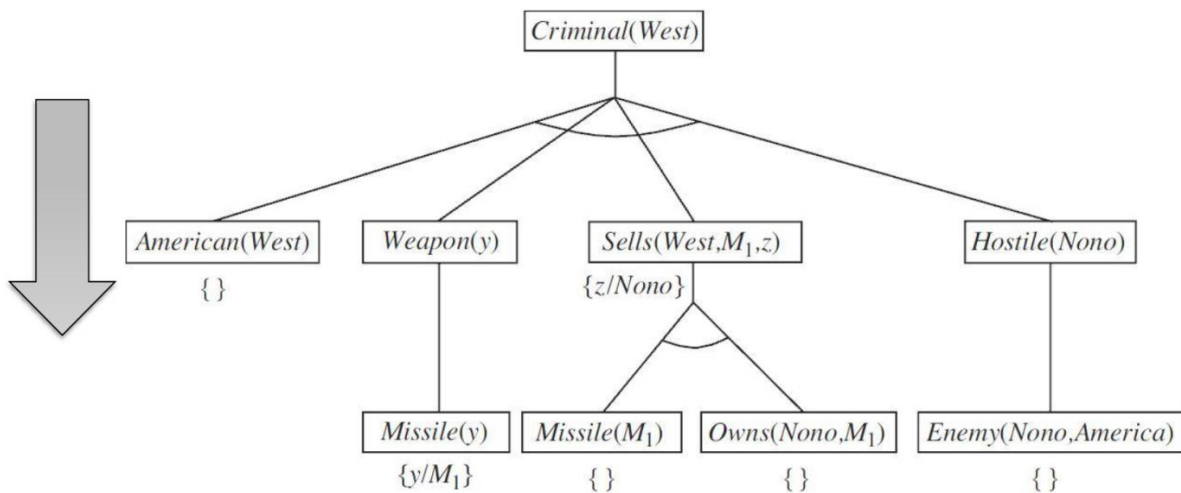 Criminal(West)
American(West) Weapon(y) Sells(West,M₁,z) Hostile(Nono)
{ } {z/Nono}
Missile(y) Missile(M₁) Owns(Nono,M₁) Enemy(Nono,America)
{y/M₁} { } { } { }